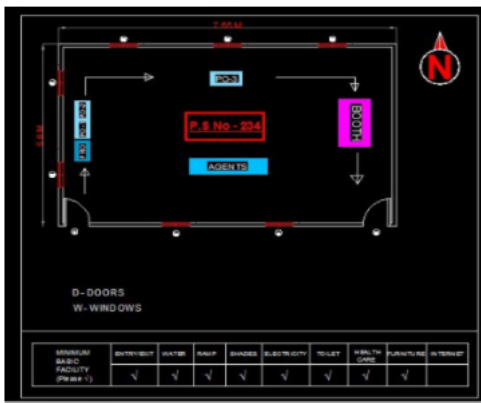 N
PO-3
P.S No - 234
BOOTH
AGENTS
D-DOORS
W-WINDOWS
MINIMUM BASIC FACILITY (Please √)
ENTRY/EXIT WATER RAMP SHADES ELECTRICITY TOILET HEALTH CARE FURNITURE INTERNET
√ √ √ √ √ √ √ √